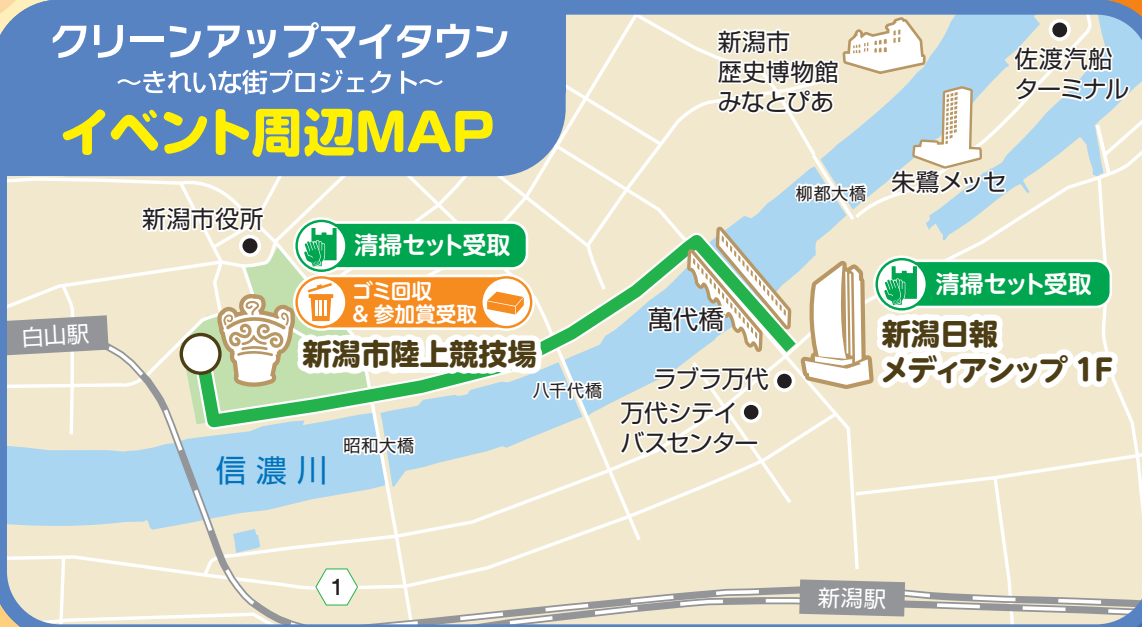 クリーンアップマイタウン
～きれいな街プロジェクト～
イベント周辺MAP
新潟市
歴史博物館
みなとぴあ
佐渡汽船
ターミナル
朱鷺メッセ
柳都大橋
新潟市役所
清掃セット受取
ゴミ回収
& 参加賞受取
新潟市陸上競技場
白山駅
萬代橋
清掃セット受取
新潟日報
メディアシップ 1F
ラブラ万代
万代シテイ
バスセンター
八千代橋
昭和大橋
信濃川
1
新潟駅